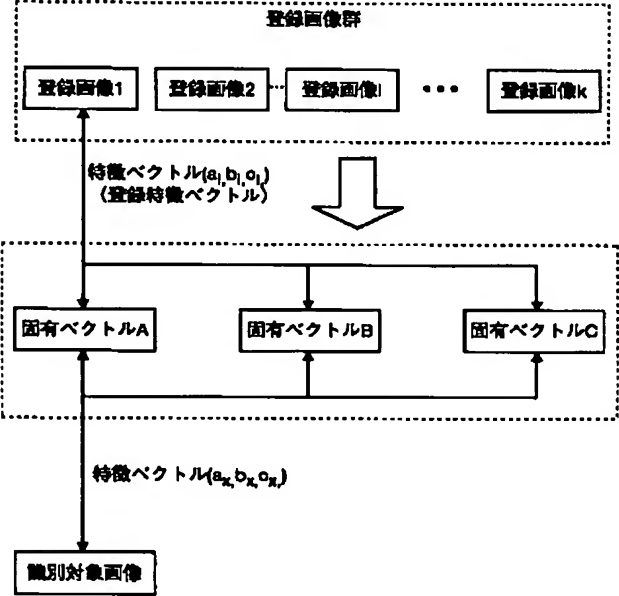 登録画像群
登録画像1 登録画像2 登録画像i ・・・ 登録画像k
特徴ベクトル(ai,bi,ci,)
（登録特徴ベクトル）
固有ベクトルA 固有ベクトルB 固有ベクトルC
特徴ベクトル(ax,bx,cx,)
識別対象画像